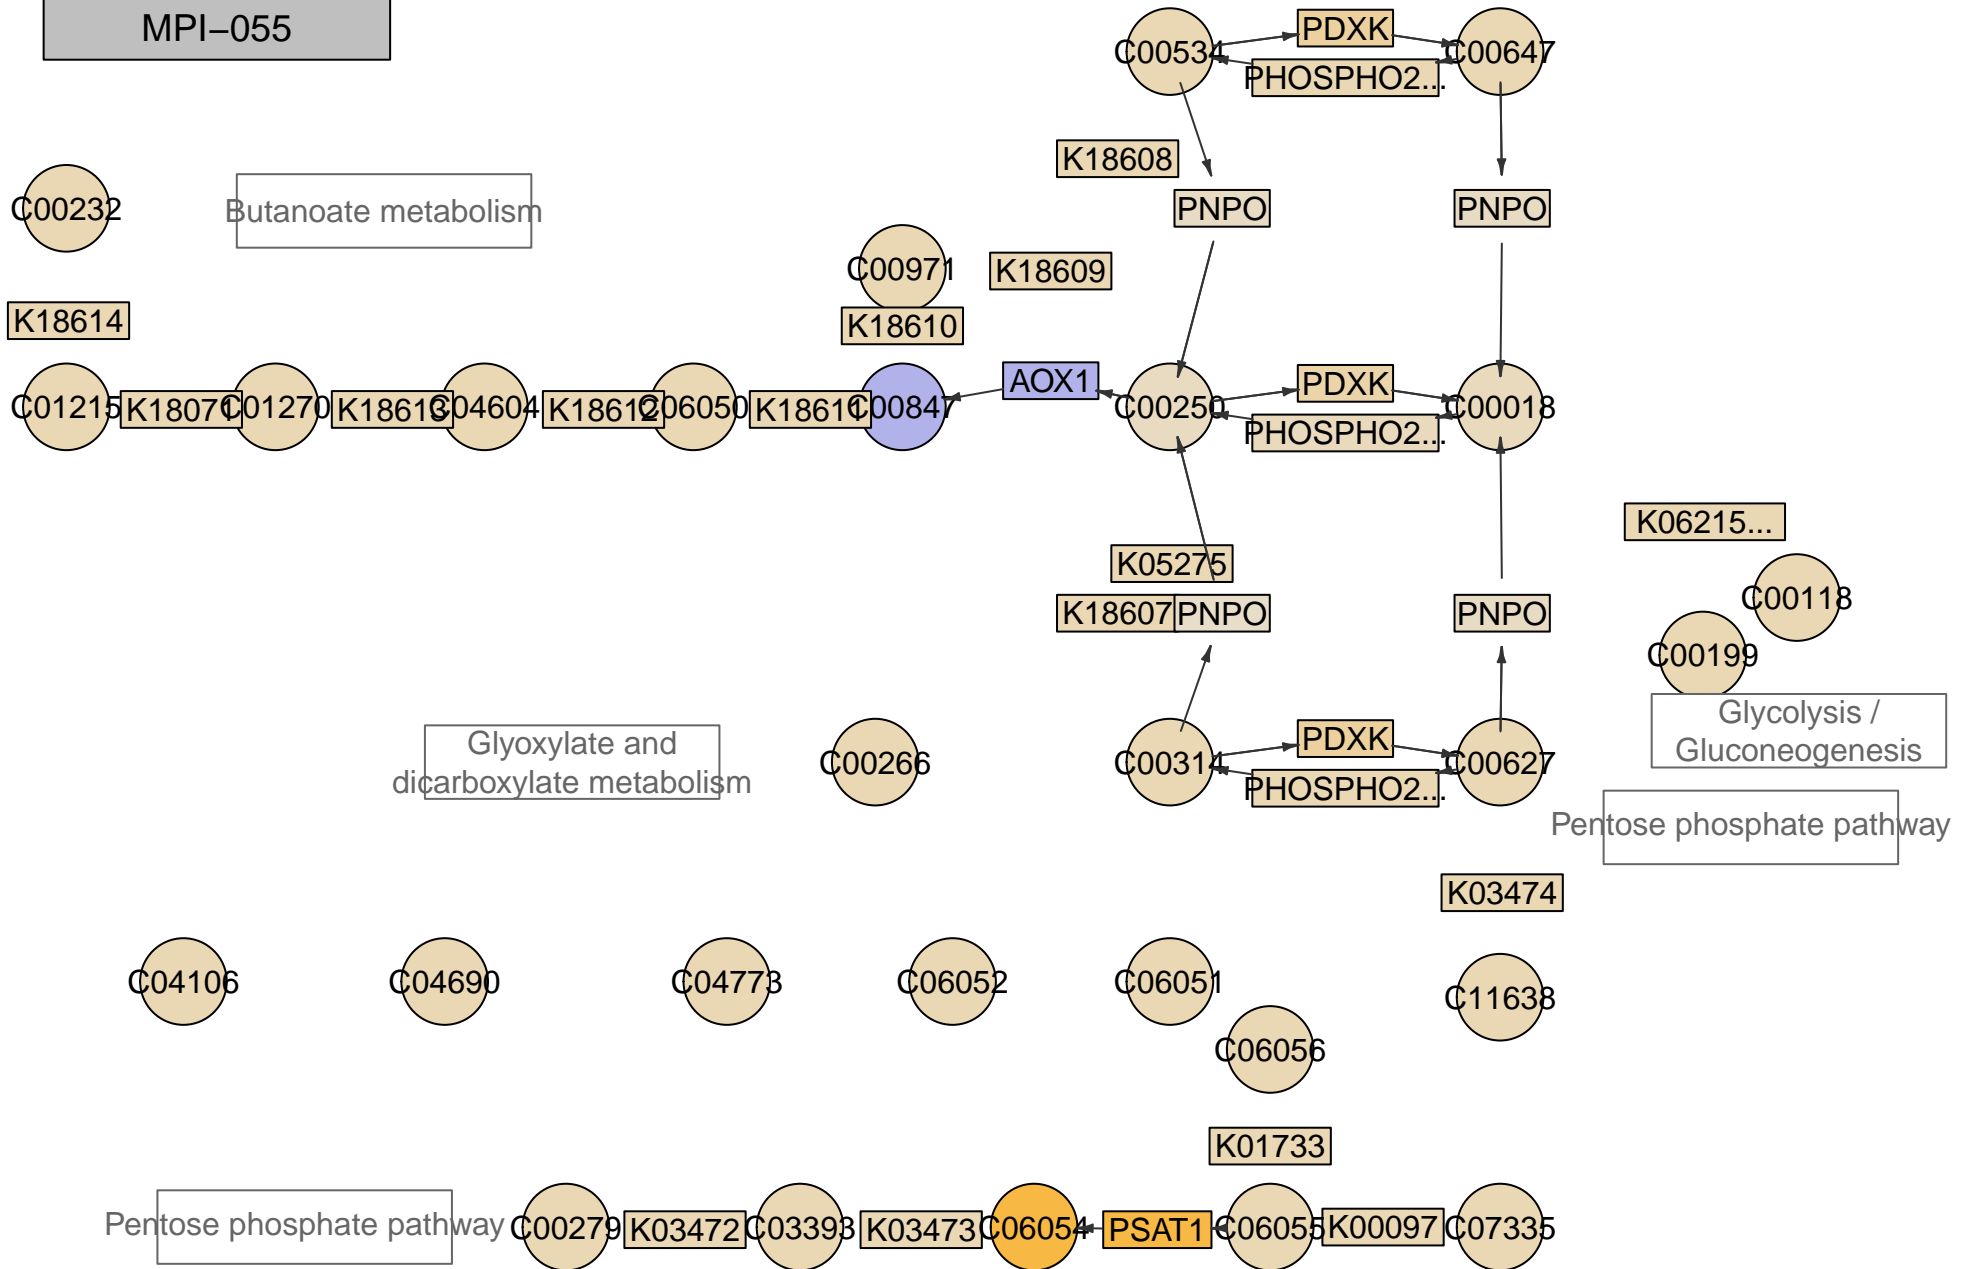 MPI−055
C00534
PDXK
C00647
PHOSPHO2...
K18608
C00232
Butanoate metabolism
PNPO
PNPO
C00971
K18609
K18614
K18610
AOX1
PDXK
C01215
K18071
C01270
K18613
C04604
K18612
C06050
K18611
C00847
C00250
C00018
PHOSPHO2...
K06215...
K05275
C00118
K18607
PNPO
PNPO
C00199
Glycolysis /
Gluconeogenesis
Glyoxylate and
dicarboxylate metabolism
C00266
C00314
PDXK
C00627
PHOSPHO2...
Pentose phosphate pathway
K03474
C04106
C04690
C04773
C06052
C06051
C11638
C06056
K01733
Pentose phosphate pathway
C00279
K03472
C03393
K03473
C06054
PSAT1
C06055
K00097
C07335